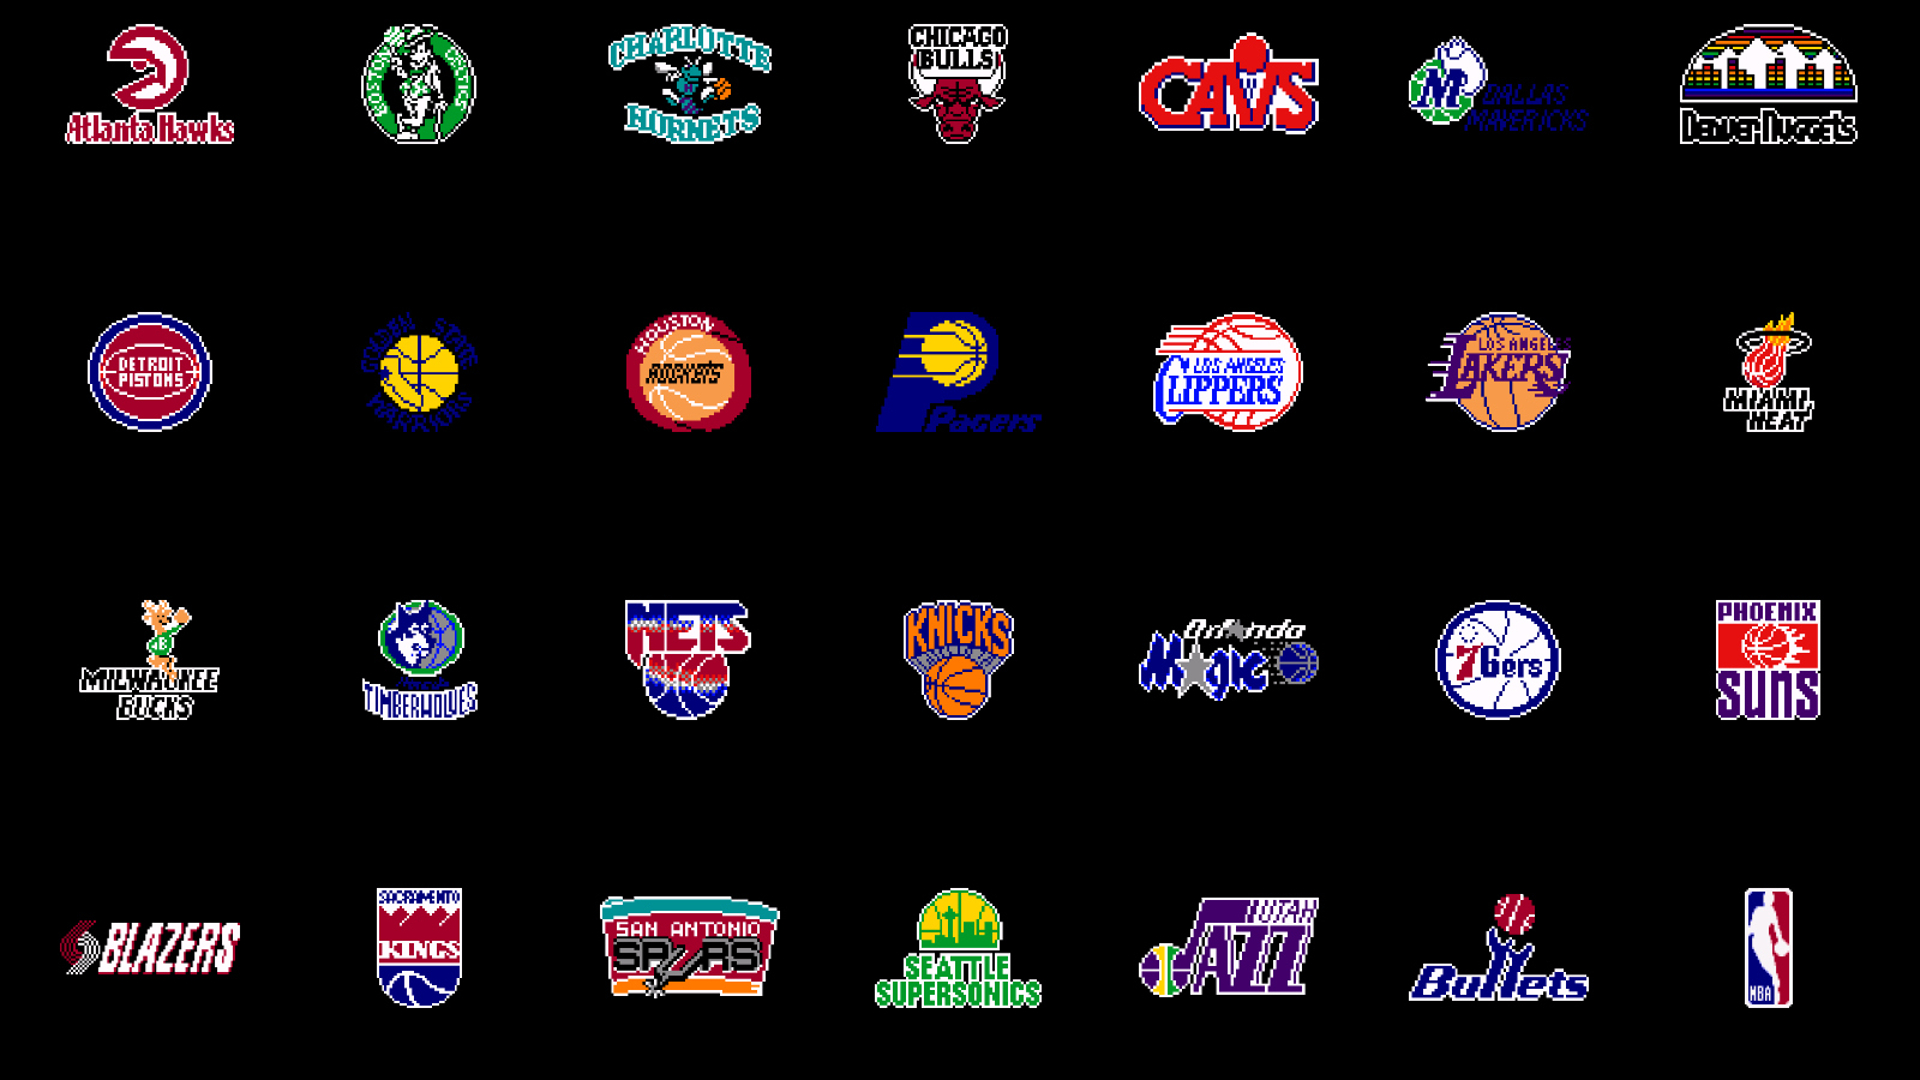 Atlanta Hawks
BOSTON CELTICS
CHARLOTTE
HORNETS
CHICAGO
BULLS
CAVS
M
DALLAS
MAVERICKS
Denver Nuggets
DETROIT
PISTONS
GOLDEN STATE
WARRIORS
HOUSTON
ROCKETS
P
Pacers
LOS ANGELES
CLIPPERS
LOS ANGELES
LAKERS
MIAMI
HEAT
MILWAUKEE
BUCKS
TIMBERWOLVES
NETS
KNICKS
Orlando
Magic
76ers
PHOENIX
SUNS
BLAZERS
SACRAMENTO
KINGS
SAN ANTONIO
SPURS
SEATTLE
SUPERSONICS
UTAH
JAZZ
Bullets
NBA